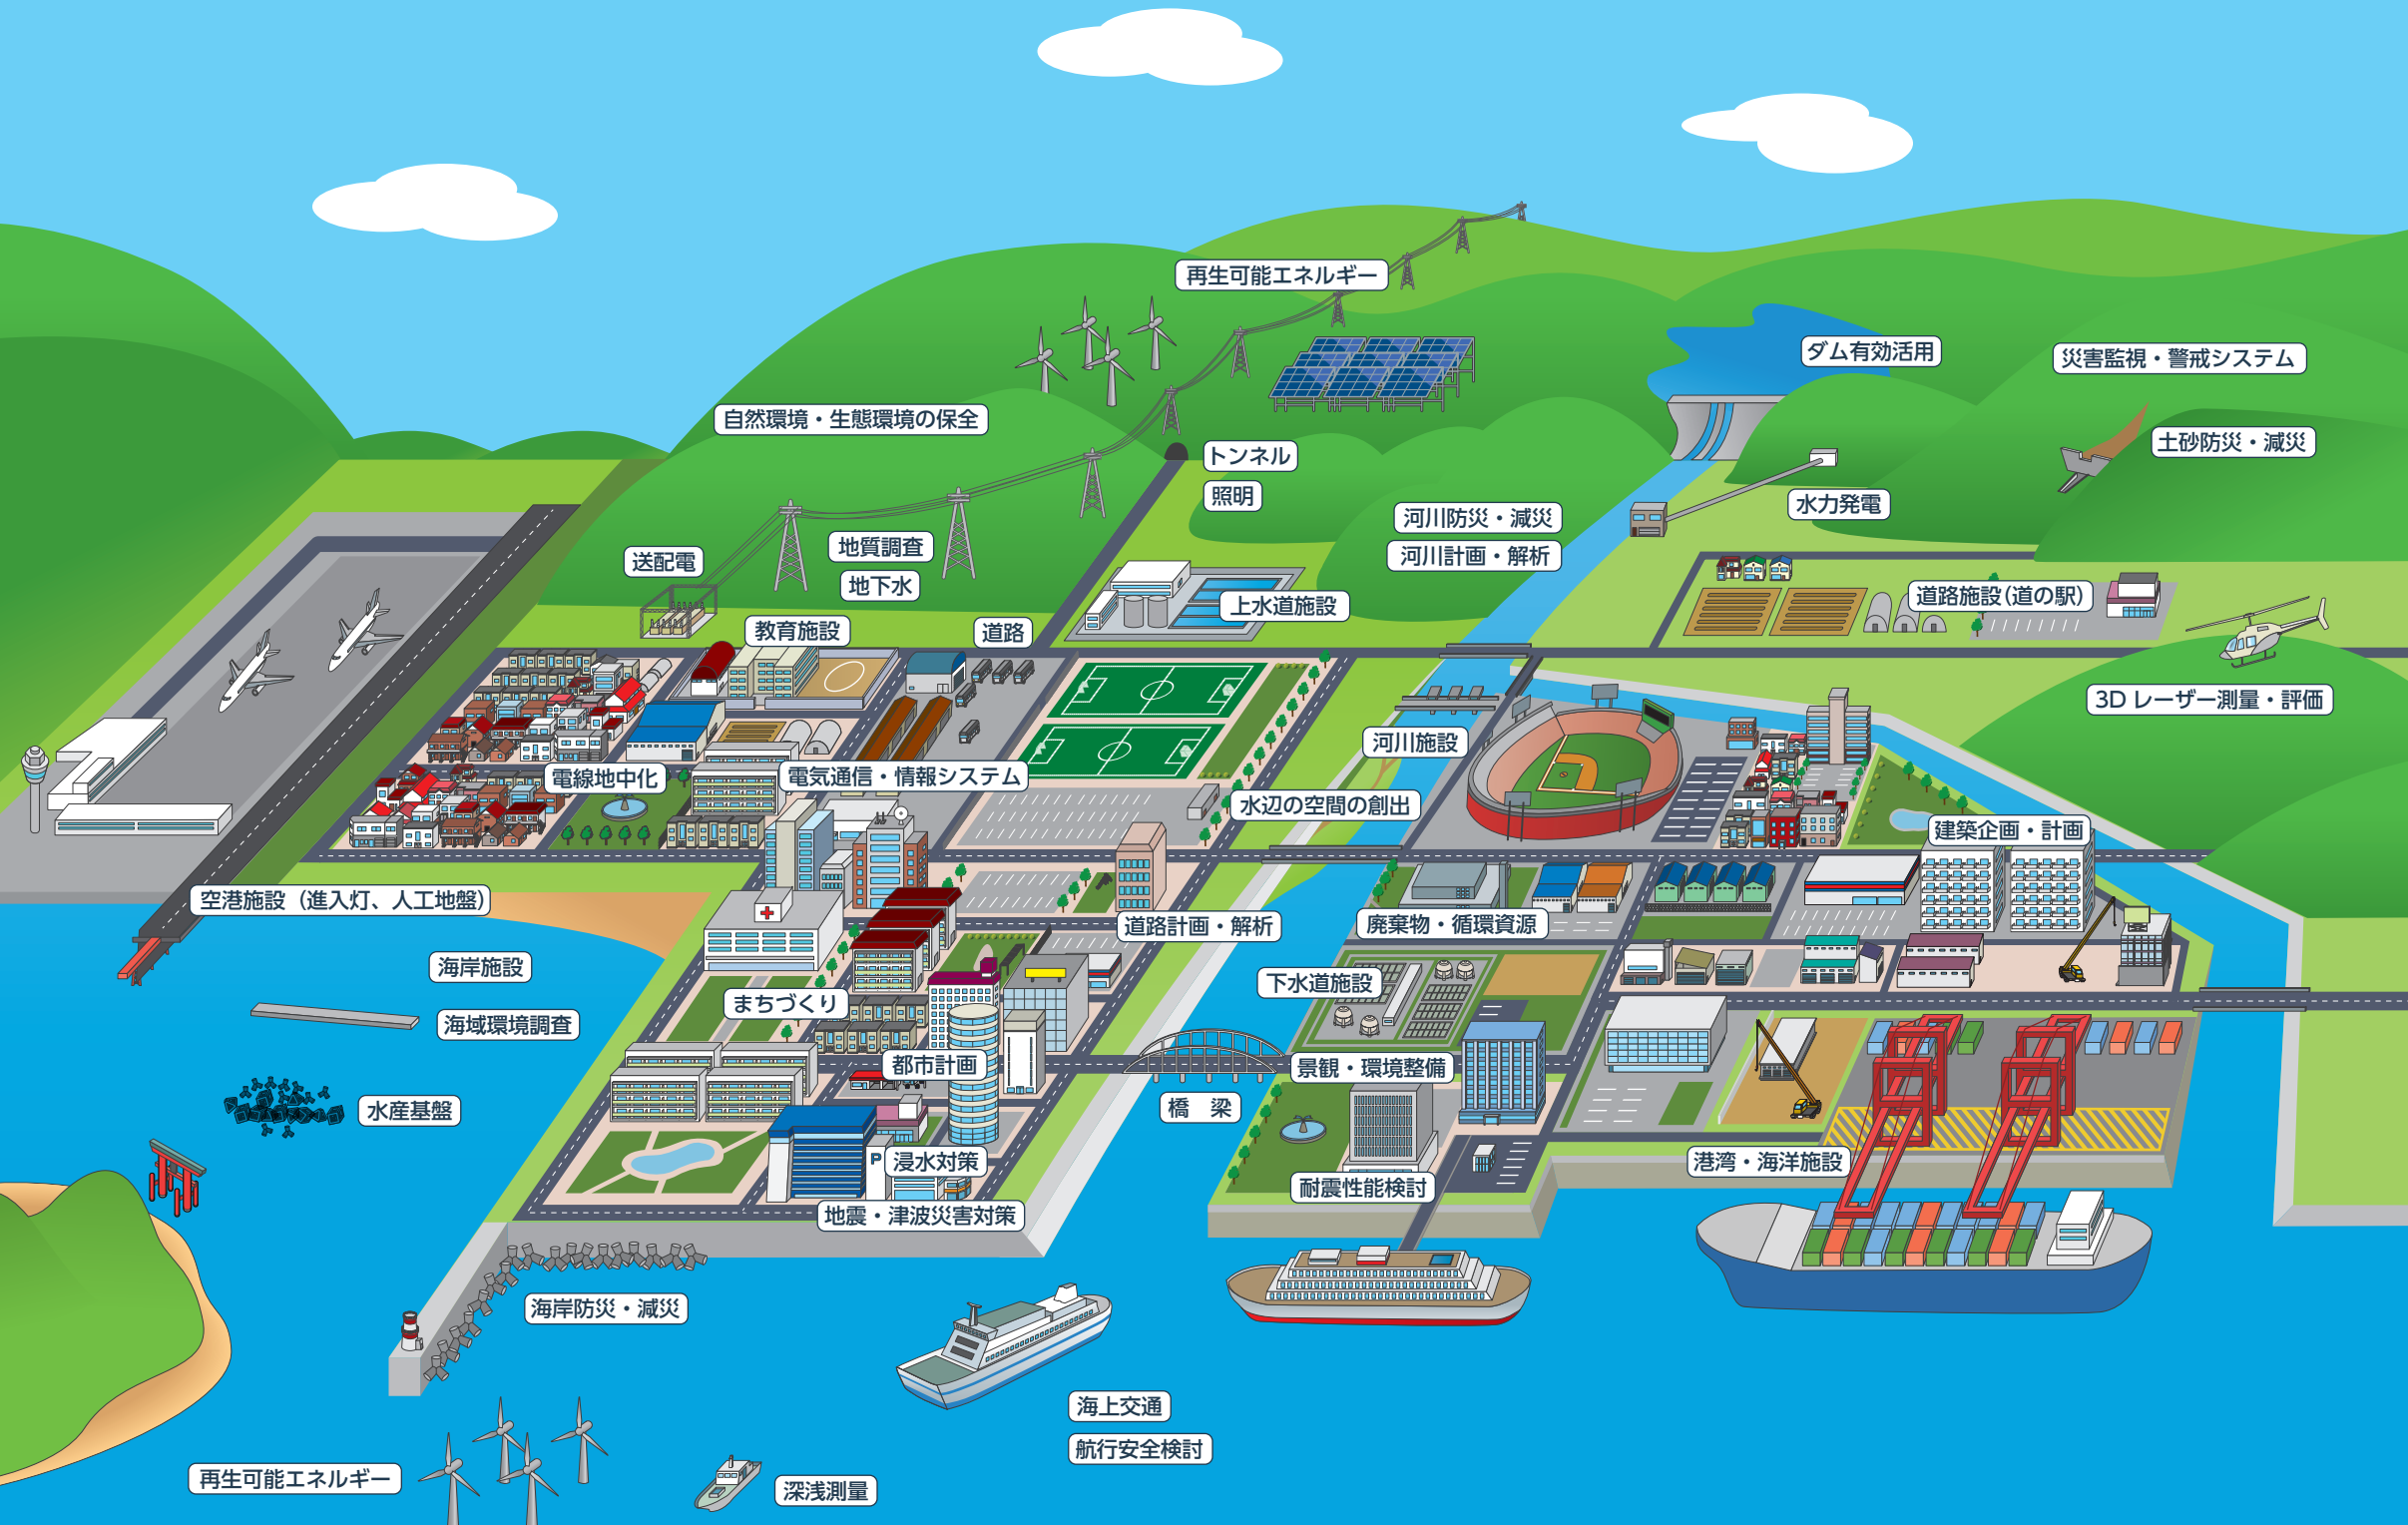 再生可能エネルギー
ダム有効活用
災害監視・警戒システム
自然環境・生態環境の保全
土砂防災・減災
トンネル
照明
水力発電
河川防災・減災
河川計画・解析
地質調査
地下水
送配電
上水道施設
道路施設(道の駅)
教育施設
道路
3Dレーザー測量・評価
河川施設
電線地中化
電気通信・情報システム
水辺の空間の創出
建築企画・計画
空港施設（進入灯、人工地盤）
道路計画・解析
廃棄物・循環資源
海岸施設
下水道施設
まちづくり
海域環境調査
都市計画
景観・環境整備
水産基盤
橋　梁
P
浸水対策
港湾・海洋施設
耐震性能検討
地震・津波災害対策
海岸防災・減災
海上交通
航行安全検討
再生可能エネルギー
深浅測量